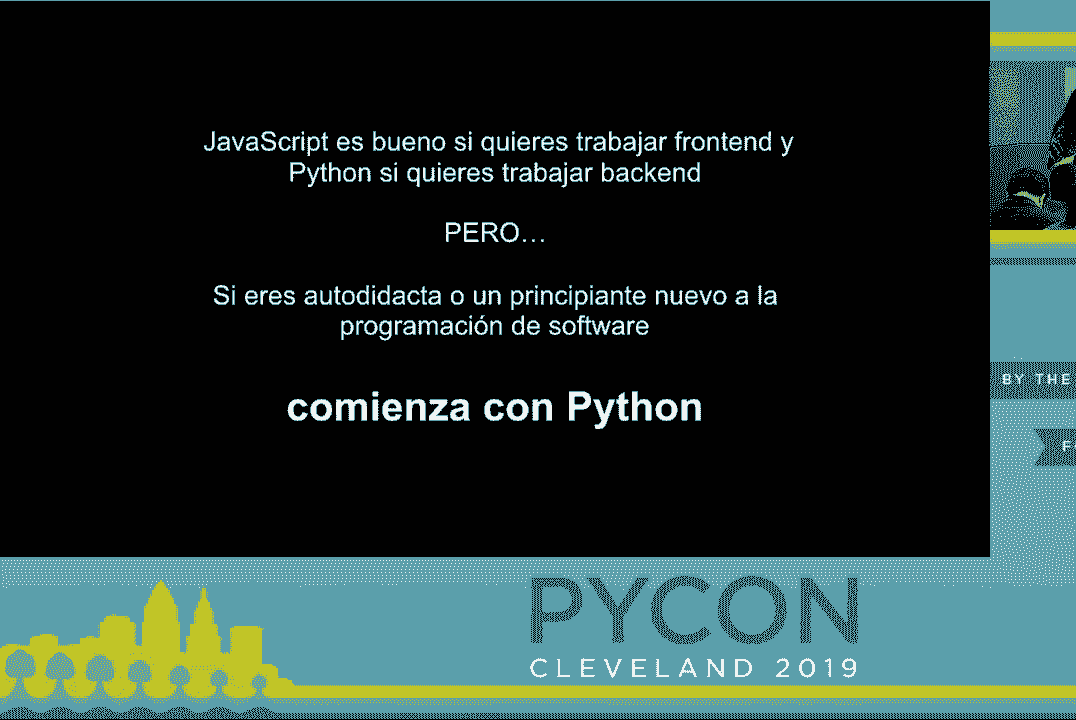 JavaScript es bueno si quieres trabajar frontend y
Python si quieres trabajar backend
PERO...
Si eres autodidacta o un principiante nuevo a la
programación de software
comienza con Python
BY THE
PYCON
CLEVELAND 2019